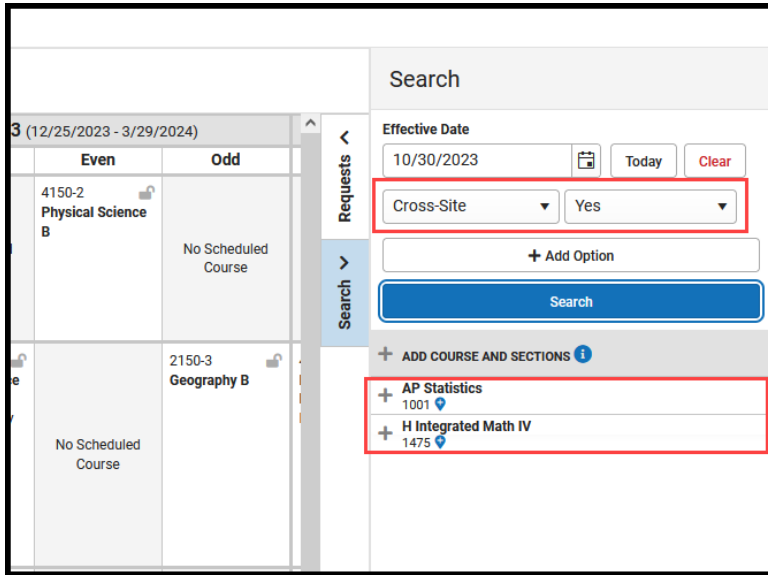 3 (12/25/2023 - 3/29/2024)
Even
Odd
4150-2
Physical Science
B
No Scheduled
Course
2150-3
Geography B
No Scheduled
Course
Requests
Search
Search
Effective Date
10/30/2023
Today
Clear
Cross-Site
Yes
+ Add Option
Search
+ ADD COURSE AND SECTIONS
+ AP Statistics
1001
+ H Integrated Math IV
1475